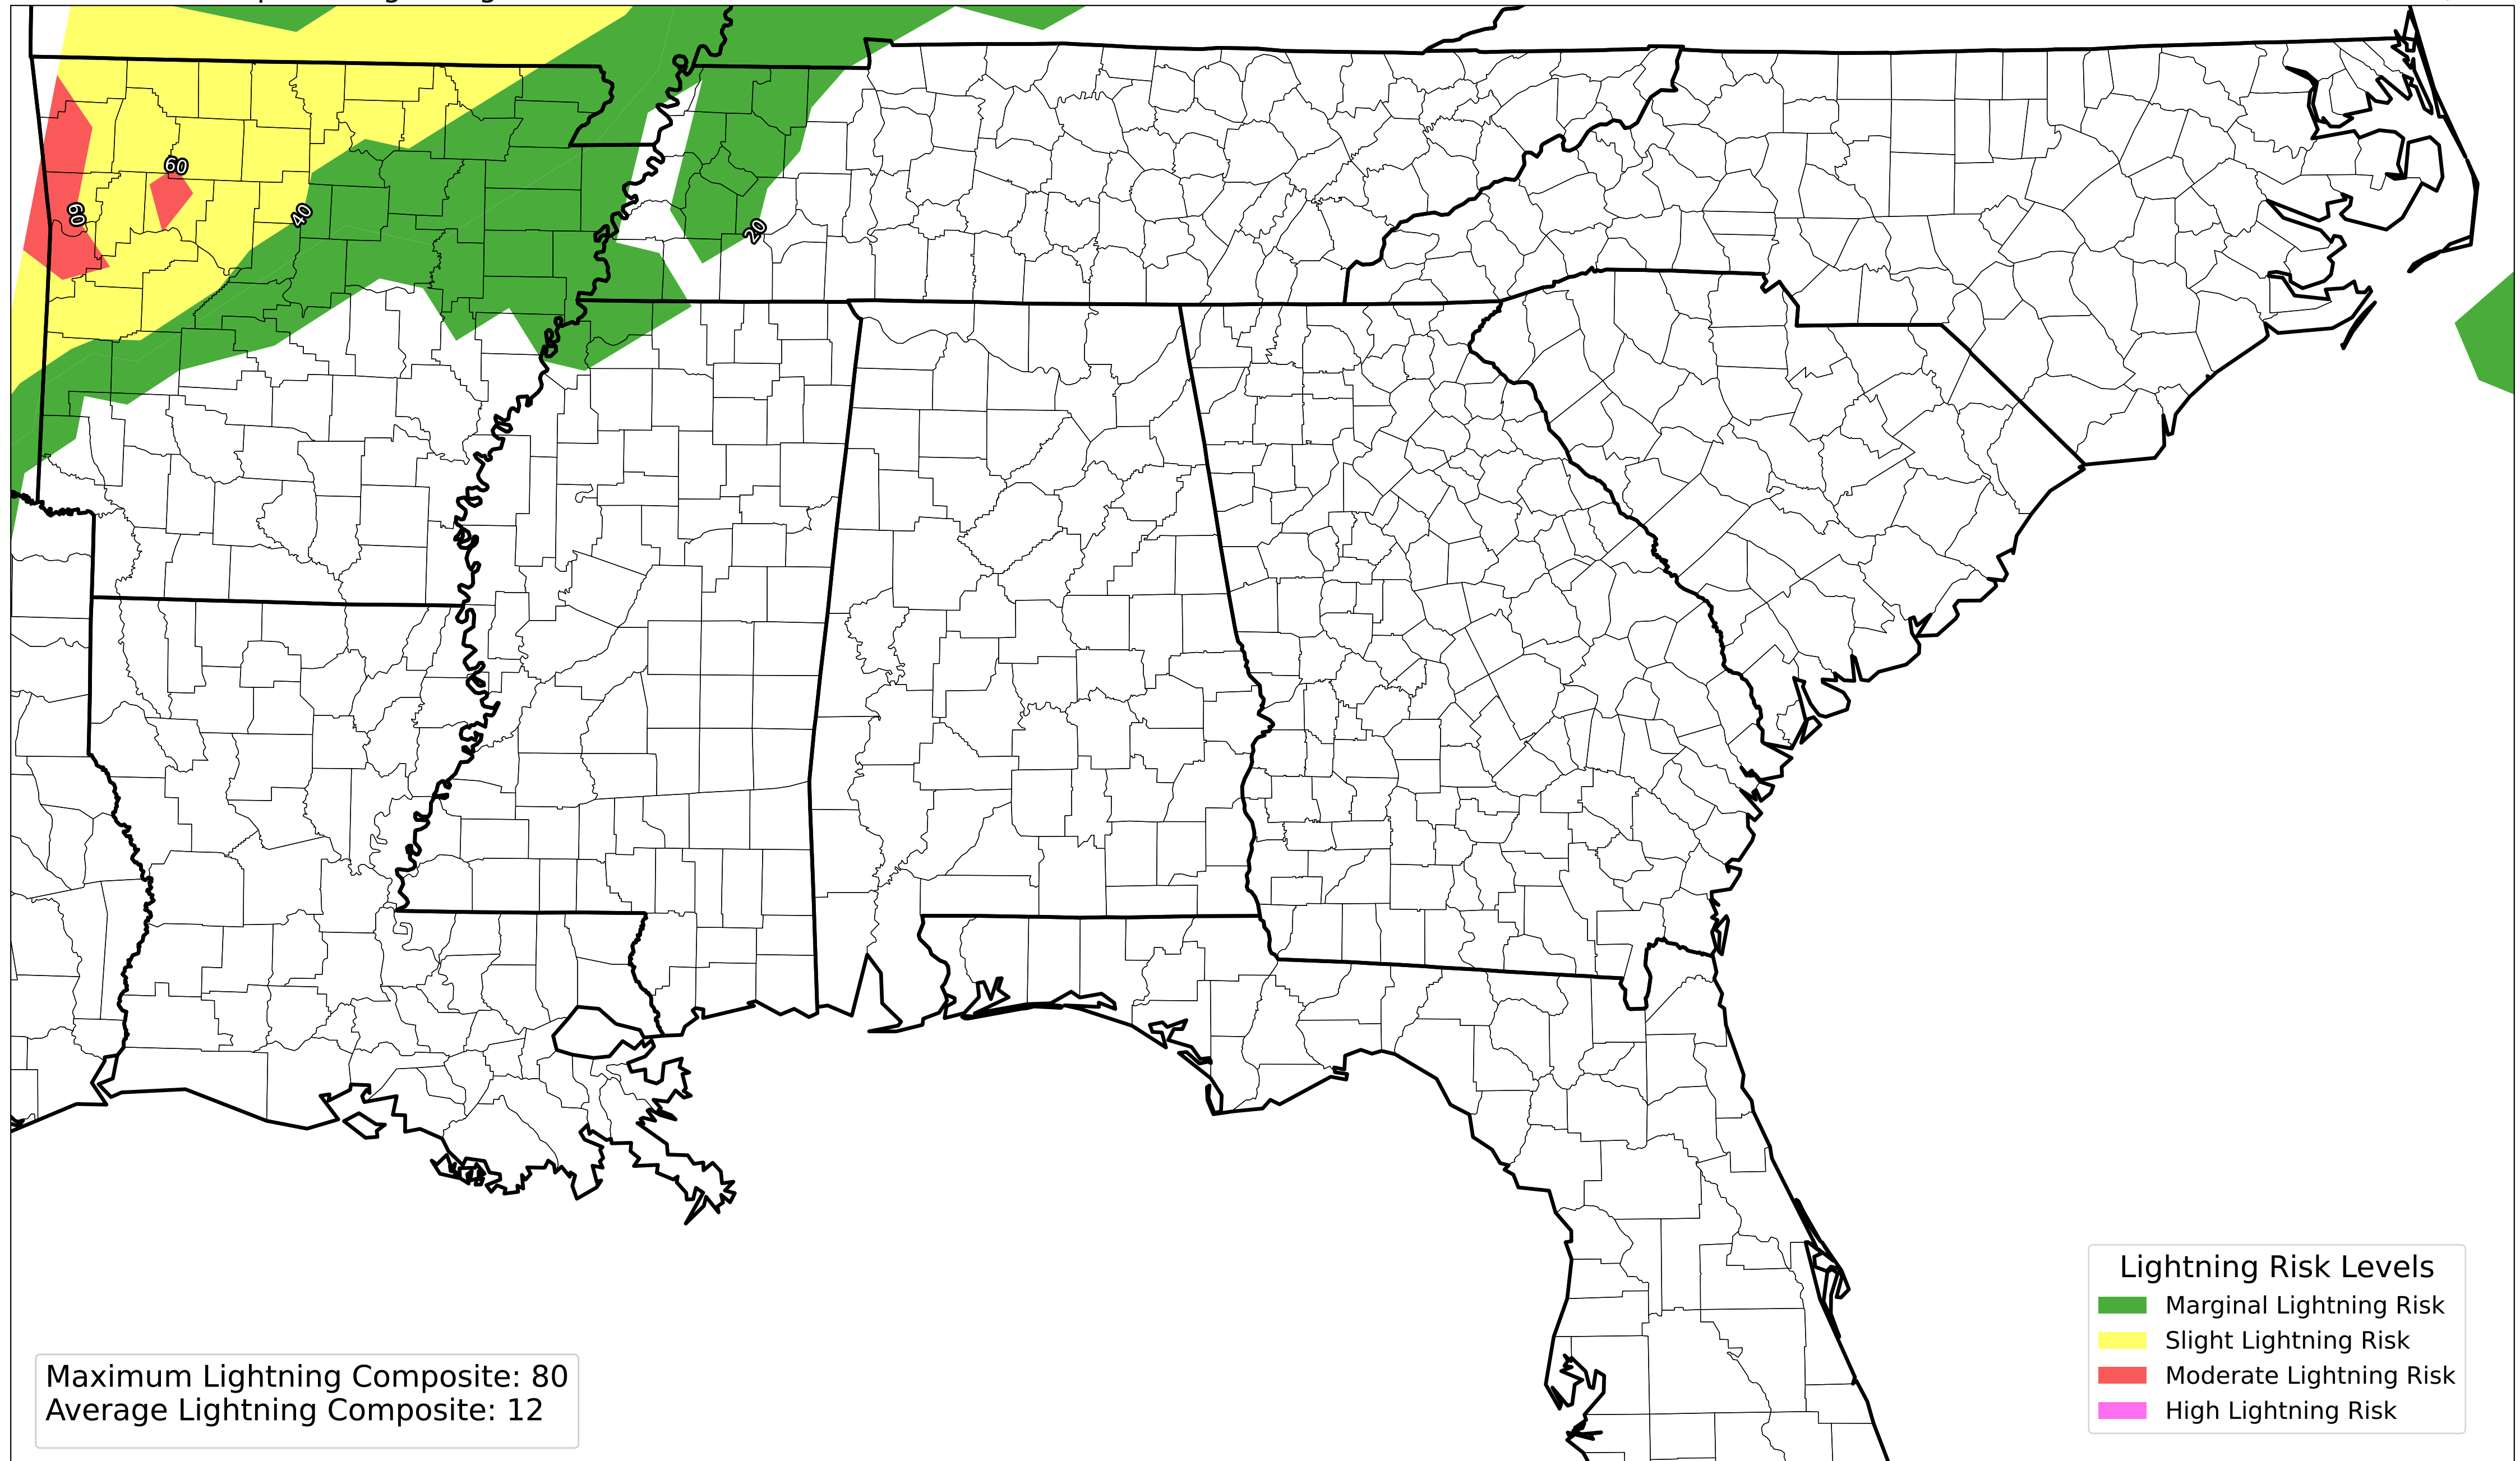 60
60
40
20
Lightning Risk Levels
Marginal Lightning Risk
Slight Lightning Risk
Moderate Lightning Risk
High Lightning Risk
Maximum Lightning Composite: 80
Average Lightning Composite: 12